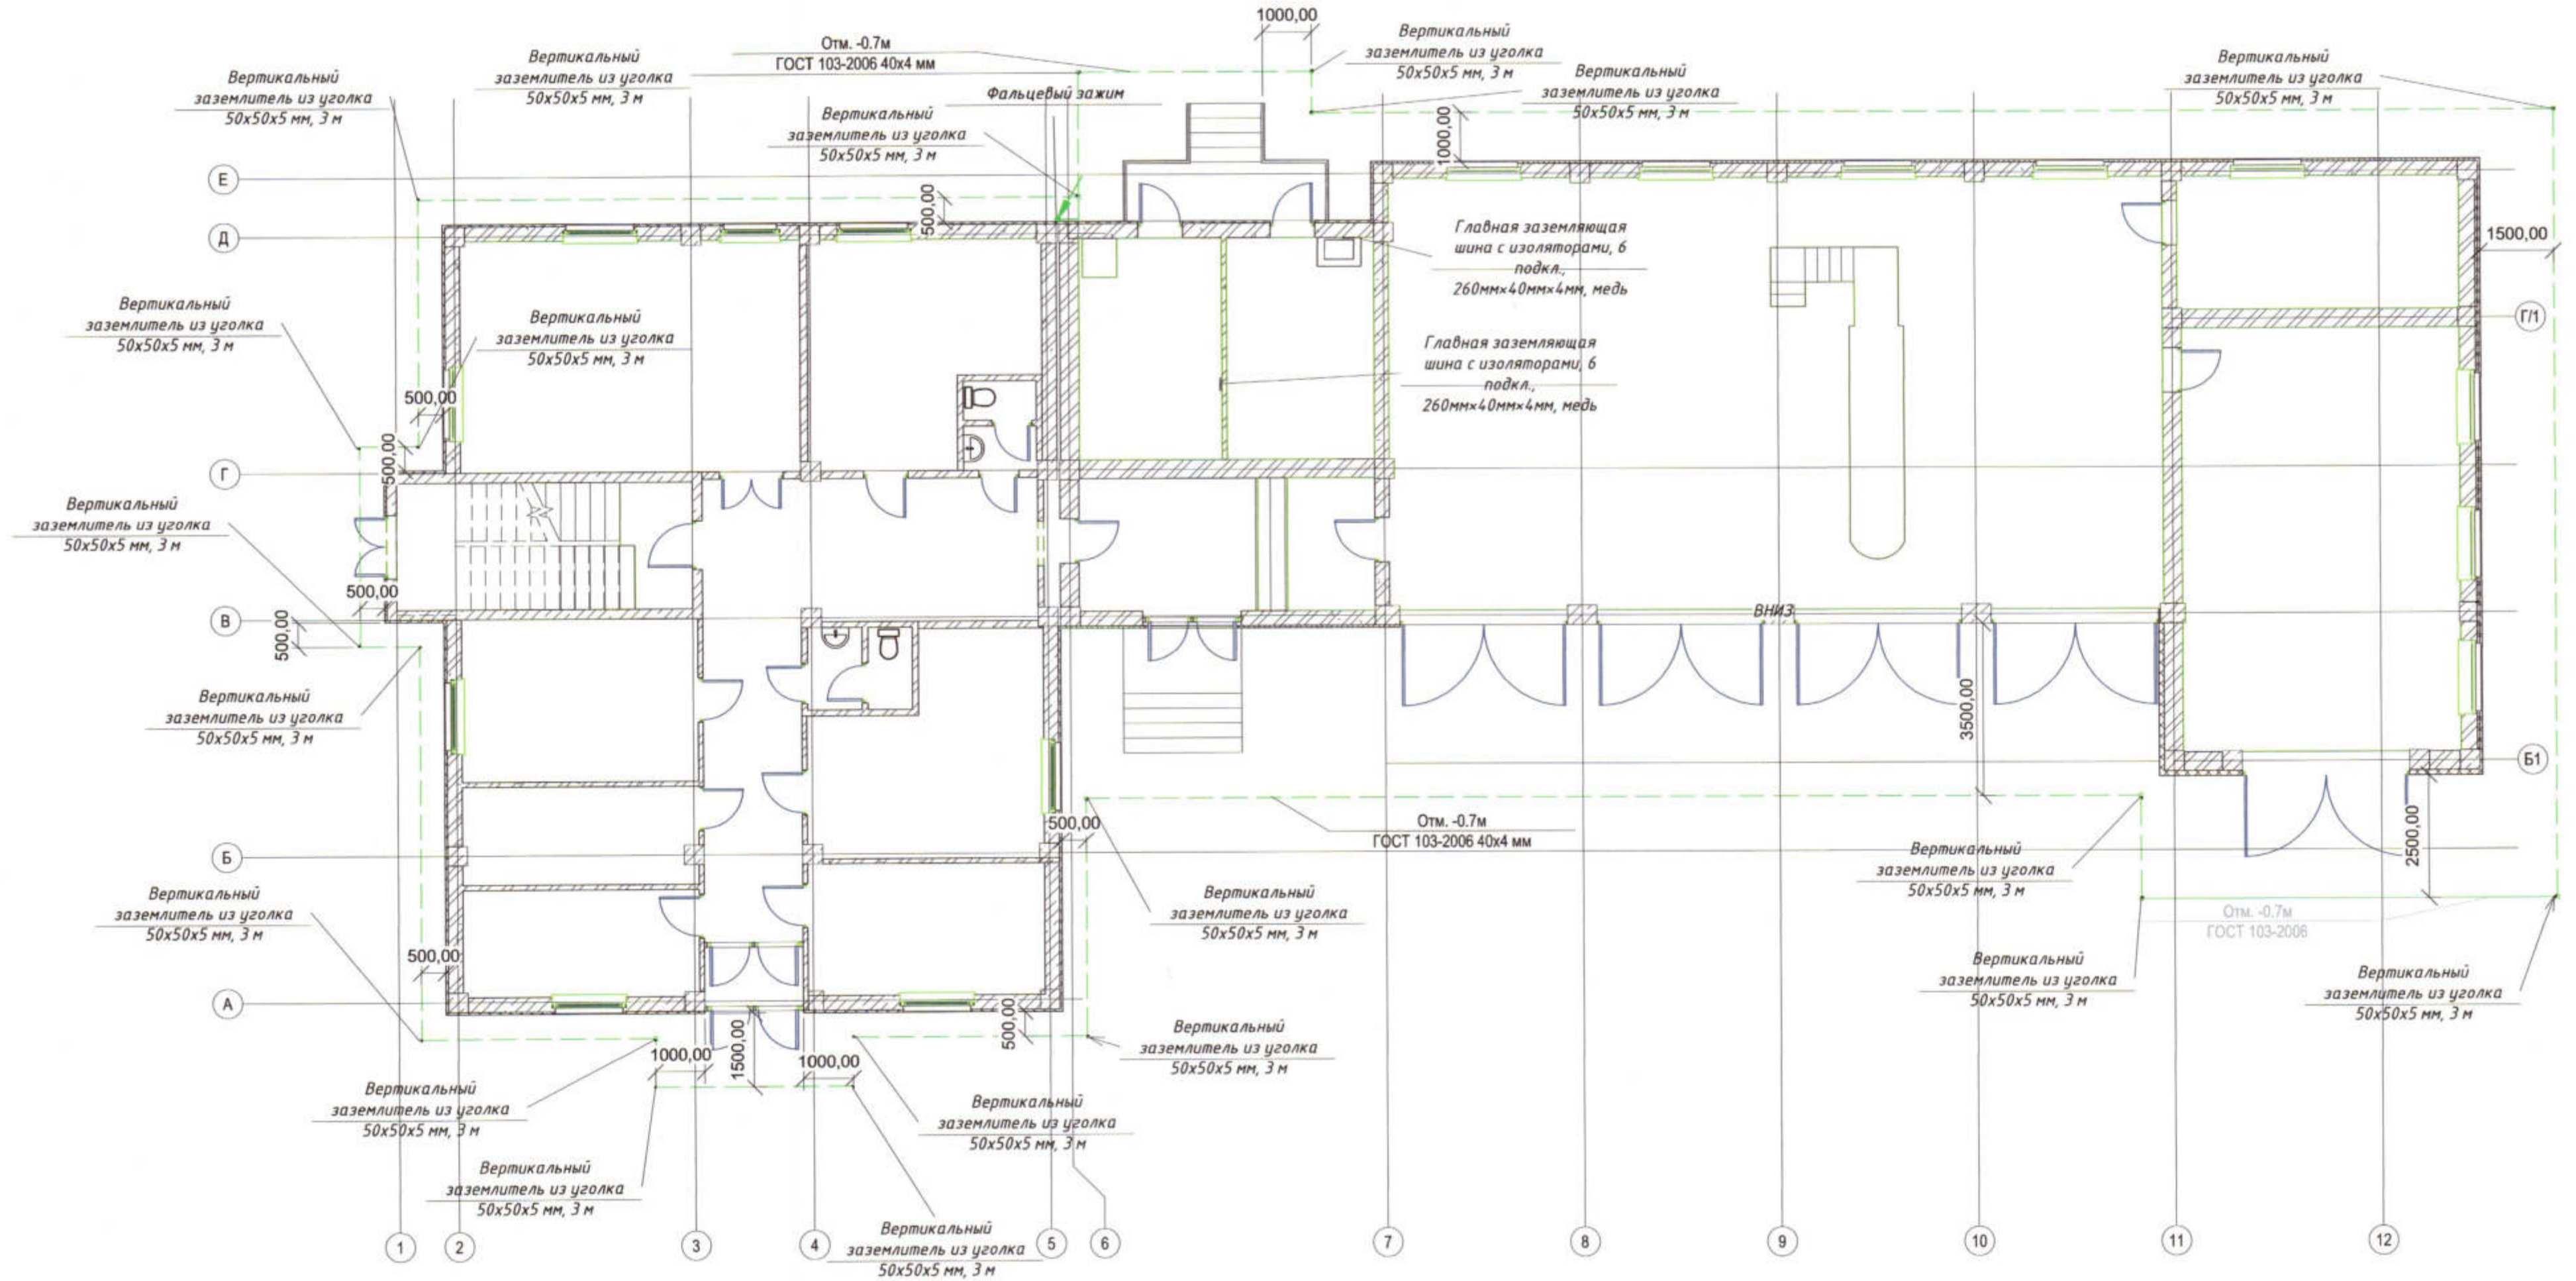 1000,00
Вертикальный
заземлитель из уголка
50х50х5 мм, 3 м
Вертикальный
заземлитель из уголка
50х50х5 мм, 3 м
Отм. -0.7м
ГОСТ 103-2006 40х4 мм
Вертикальный
заземлитель из уголка
50х50х5 мм, 3 м
Вертикальный
заземлитель из уголка
50х50х5 мм, 3 м
Вертикальный
заземлитель из уголка
50х50х5 мм, 3 м
Фальцевый зажим
Вертикальный
заземлитель из уголка
50х50х5 мм, 3 м
1000,00
Е
500,00
Д
Главная заземляющая
шина с изоляторами, 6
подкл.,
260мм×40мм×4мм, медь
1500,00
Вертикальный
заземлитель из уголка
50х50х5 мм, 3 м
Вертикальный
заземлитель из уголка
50х50х5 мм, 3 м
Главная заземляющая
шина с изоляторами, 6
подкл.,
260мм×40мм×4мм, медь
Г/1
500,00
500,00
Г
Вертикальный
заземлитель из уголка
50х50х5 мм, 3 м
500,00
В
500,00
ВНИЗ
Вертикальный
заземлитель из уголка
50х50х5 мм, 3 м
3500,00
Б1
500,00
Отм. -0.7м
ГОСТ 103-2006 40х4 мм
2500,00
Б
Вертикальный
заземлитель из уголка
50х50х5 мм, 3 м
Вертикальный
заземлитель из уголка
50х50х5 мм, 3 м
Вертикальный
заземлитель из уголка
50х50х5 мм, 3 м
Отм. -0.7м
ГОСТ 103-2006
500,00
Вертикальный
заземлитель из уголка
50х50х5 мм, 3 м
Вертикальный
заземлитель из уголка
50х50х5 мм, 3 м
А
500,00
Вертикальный
заземлитель из уголка
50х50х5 мм, 3 м
1000,00
1500,00
1000,00
Вертикальный
заземлитель из уголка
50х50х5 мм, 3 м
Вертикальный
заземлитель из уголка
50х50х5 мм, 3 м
Вертикальный
заземлитель из уголка
50х50х5 мм, 3 м
Вертикальный
заземлитель из уголка
50х50х5 мм, 3 м
1
2
3
4
5
6
7
8
9
10
11
12